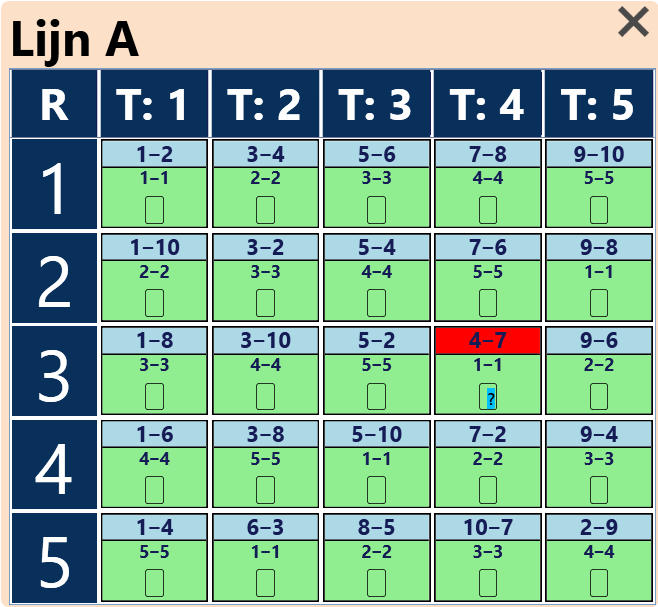 Lijn A
R T: 1 T: 2 T: 3 T: 4 T: 5
1 1–2 3–4 5–6 7–8 9–10
1–1 2–2 3–3 4–4 5–5
2 1–10 3–2 5–4 7–6 9–8
2–2 3–3 4–4 5–5 1–1
3 1–8 3–10 5–2 4–7 9–6
3–3 4–4 5–5 1–1 2–2
?
4 1–6 3–8 5–10 7–2 9–4
4–4 5–5 1–1 2–2 3–3
5 1–4 6–3 8–5 10–7 2–9
5–5 1–1 2–2 3–3 4–4